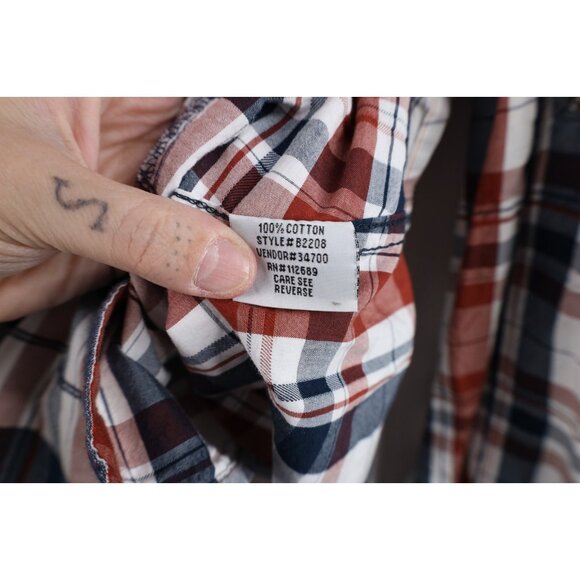 100% COTTON
STYLE# B2208
VENDOR#34700
RN# 112689
CARE SEE
REVERSE